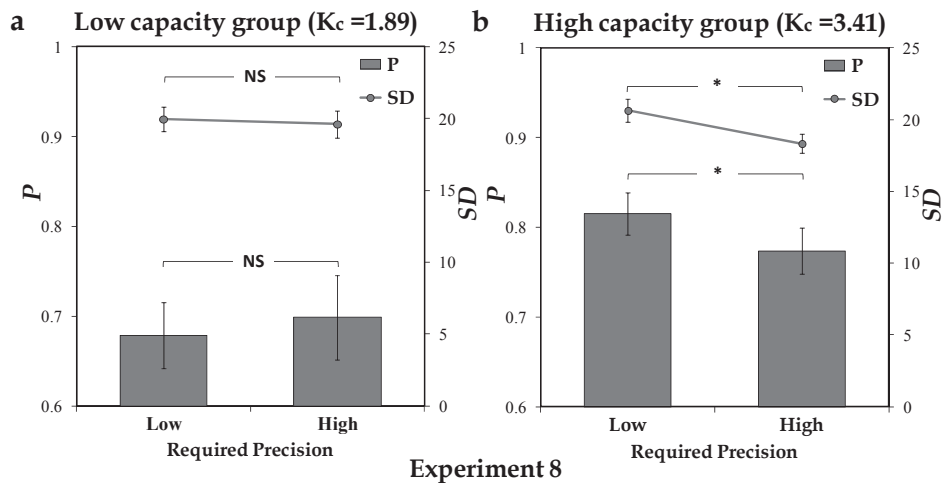 a Low capacity group (Kc =1.89)
1
0.9
0.8
0.7
0.6
P
25
20
15
10
5
0
SD
P
SD
NS
NS
Low High
Required Precision
b High capacity group (Kc =3.41)
1
0.9
0.8
0.7
0.6
P
25
20
15
10
5
0
SD
P
SD
*
*
Low High
Required Precision
Experiment 8